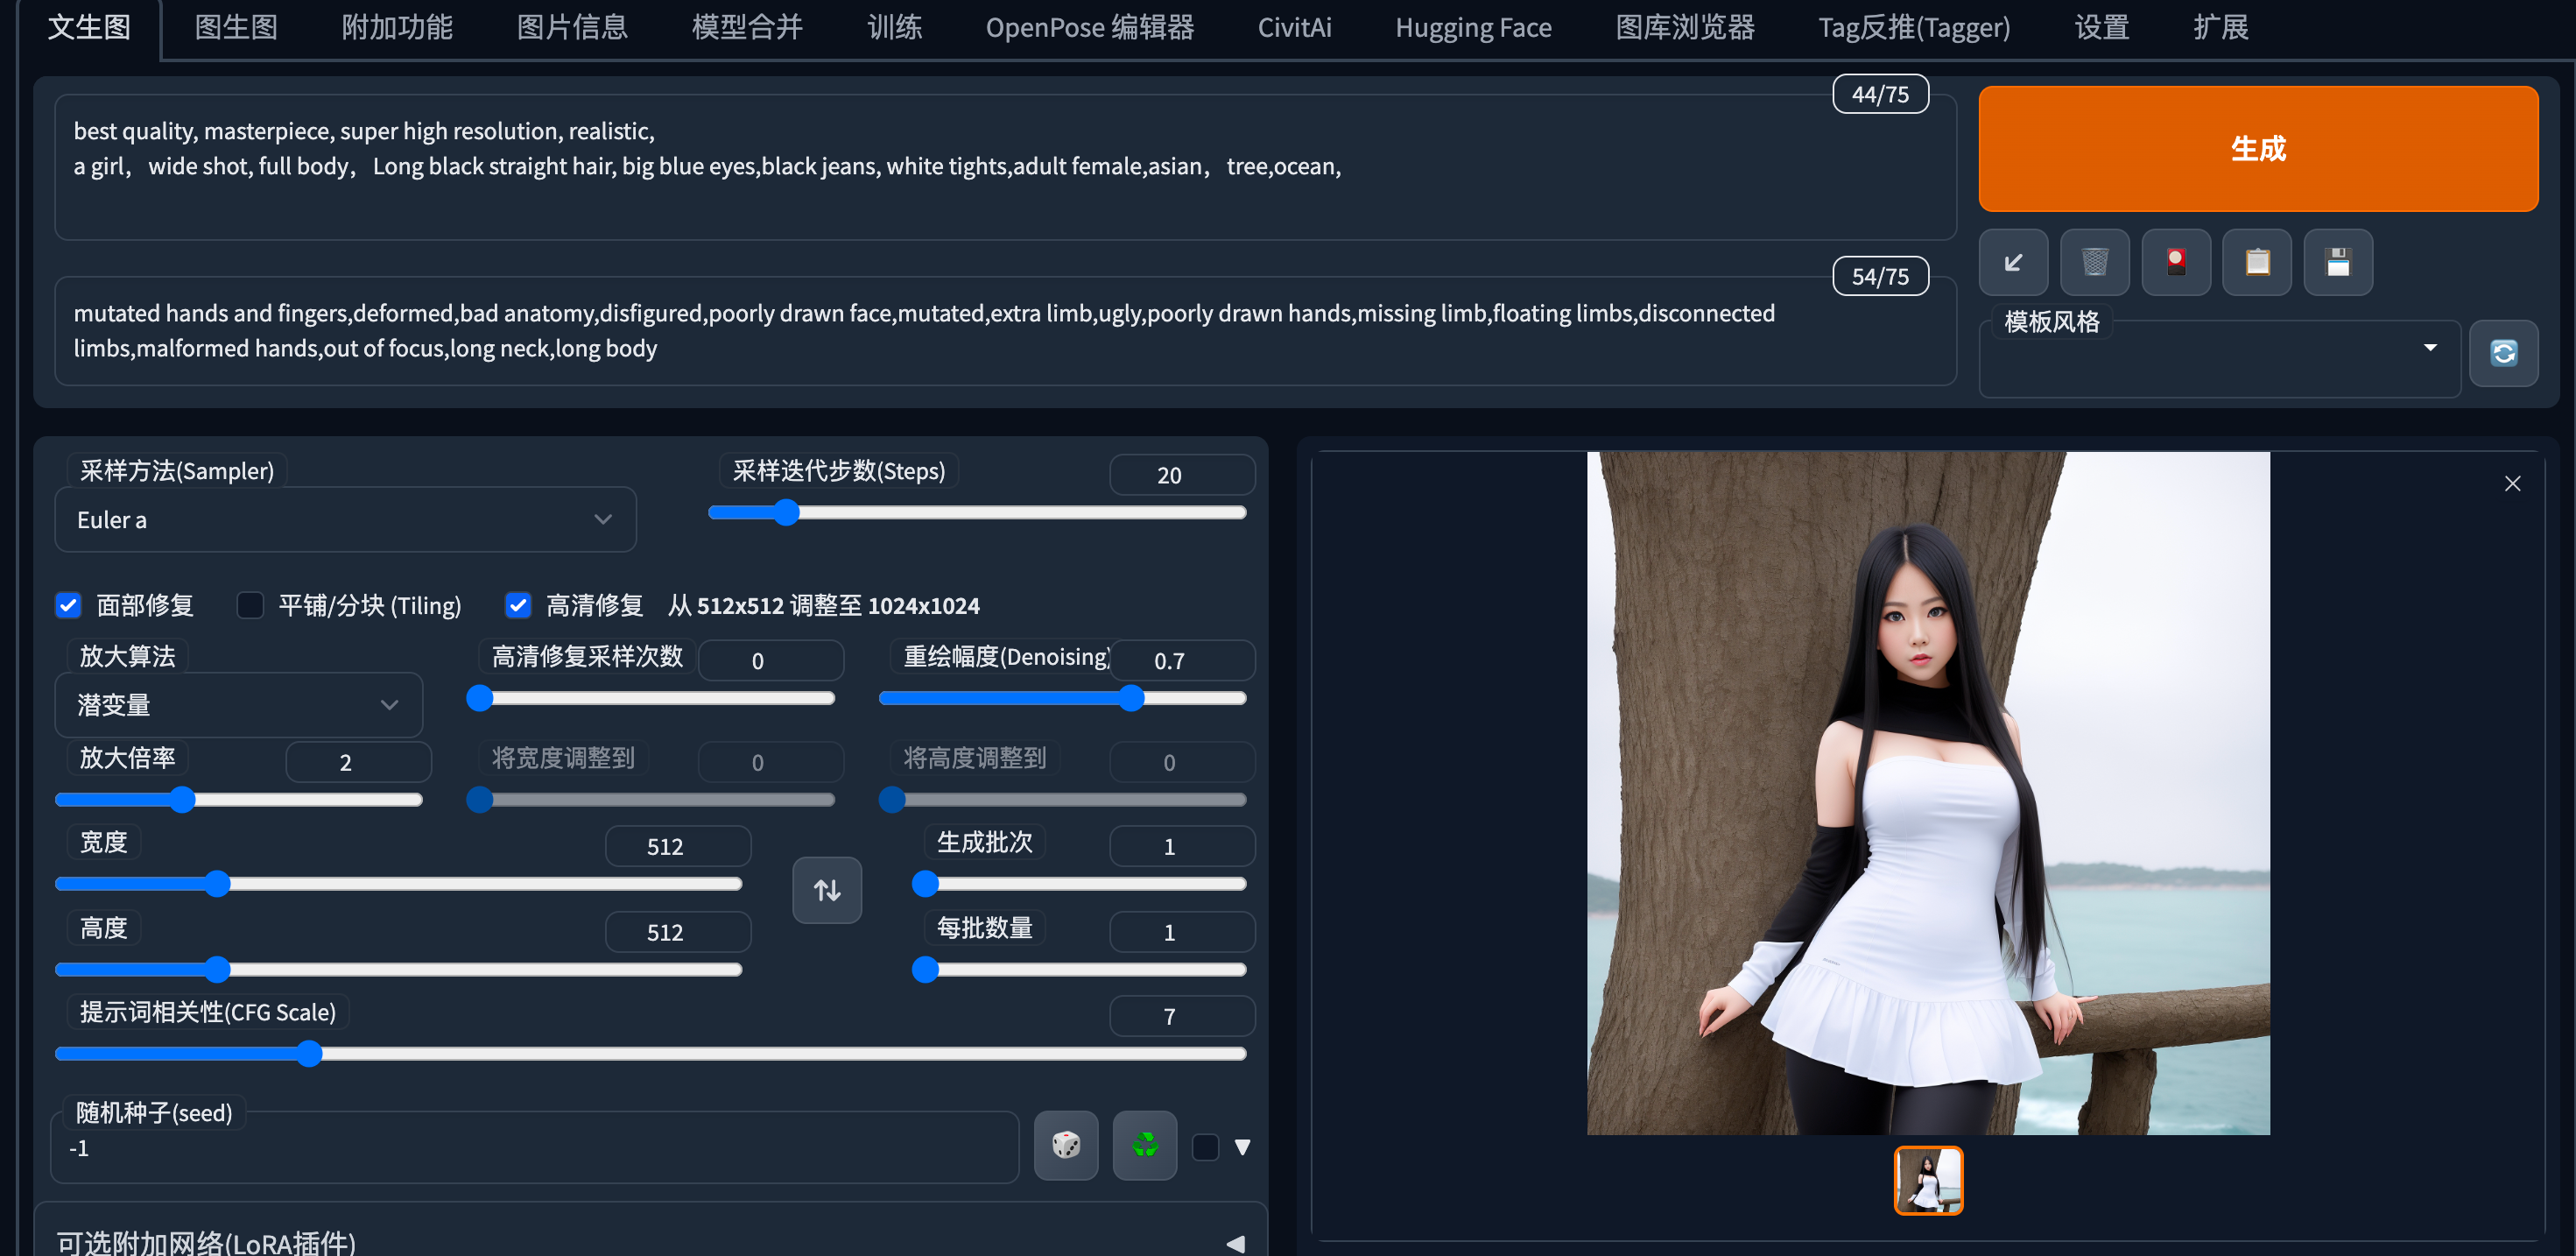 文生图 图生图 附加功能 图片信息 模型合并 训练 OpenPose 编辑器 CivitAi Hugging Face 图库浏览器 Tag反推(Tagger) 设置 扩展
44/75
best quality, masterpiece, super high resolution, realistic,
a girl，wide shot, full body，Long black straight hair, big blue eyes,black jeans, white tights,adult female,asian，tree,ocean,
生成
54/75
mutated hands and fingers,deformed,bad anatomy,disfigured,poorly drawn face,mutated,extra limb,ugly,poorly drawn hands,missing limb,floating limbs,disconnected
limbs,malformed hands,out of focus,long neck,long body
模板风格
采样方法(Sampler) 采样迭代步数(Steps) 20
Euler a
面部修复 平铺/分块 (Tiling) 高清修复 从 512x512 调整至 1024x1024
放大算法 高清修复采样次数 0 重绘幅度(Denoising) 0.7
潜变量
放大倍率 2 将宽度调整到 0 将高度调整到 0
宽度 512 生成批次 1
高度 512 每批数量 1
提示词相关性(CFG Scale) 7
随机种子(seed)
-1
可选附加网络(LoRA插件)